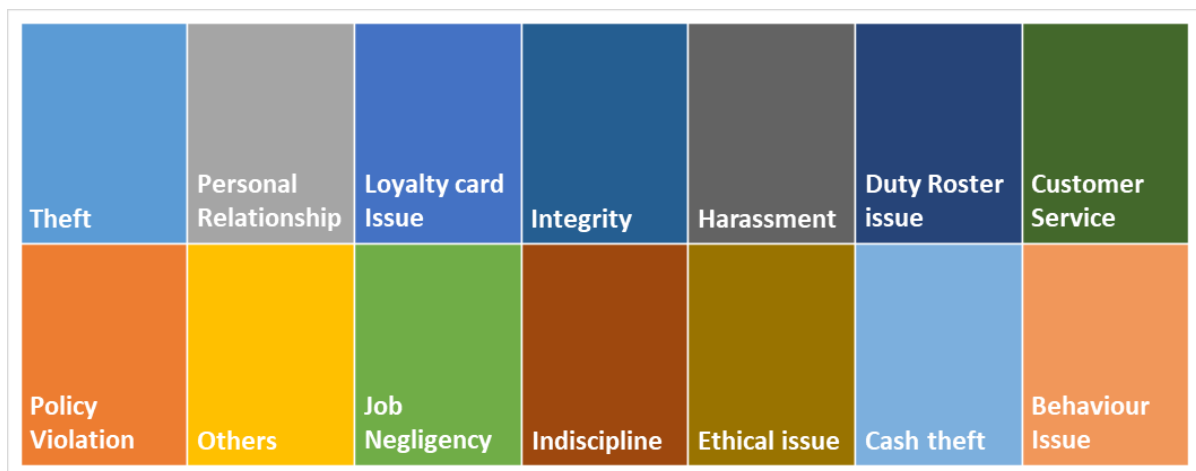 Theft
Personal
Relationship
Loyalty card
Issue
Integrity
Harassment
Duty Roster
issue
Customer
Service
Policy
Violation
Others
Job
Negligency
Indiscipline
Ethical issue
Cash theft
Behaviour
Issue